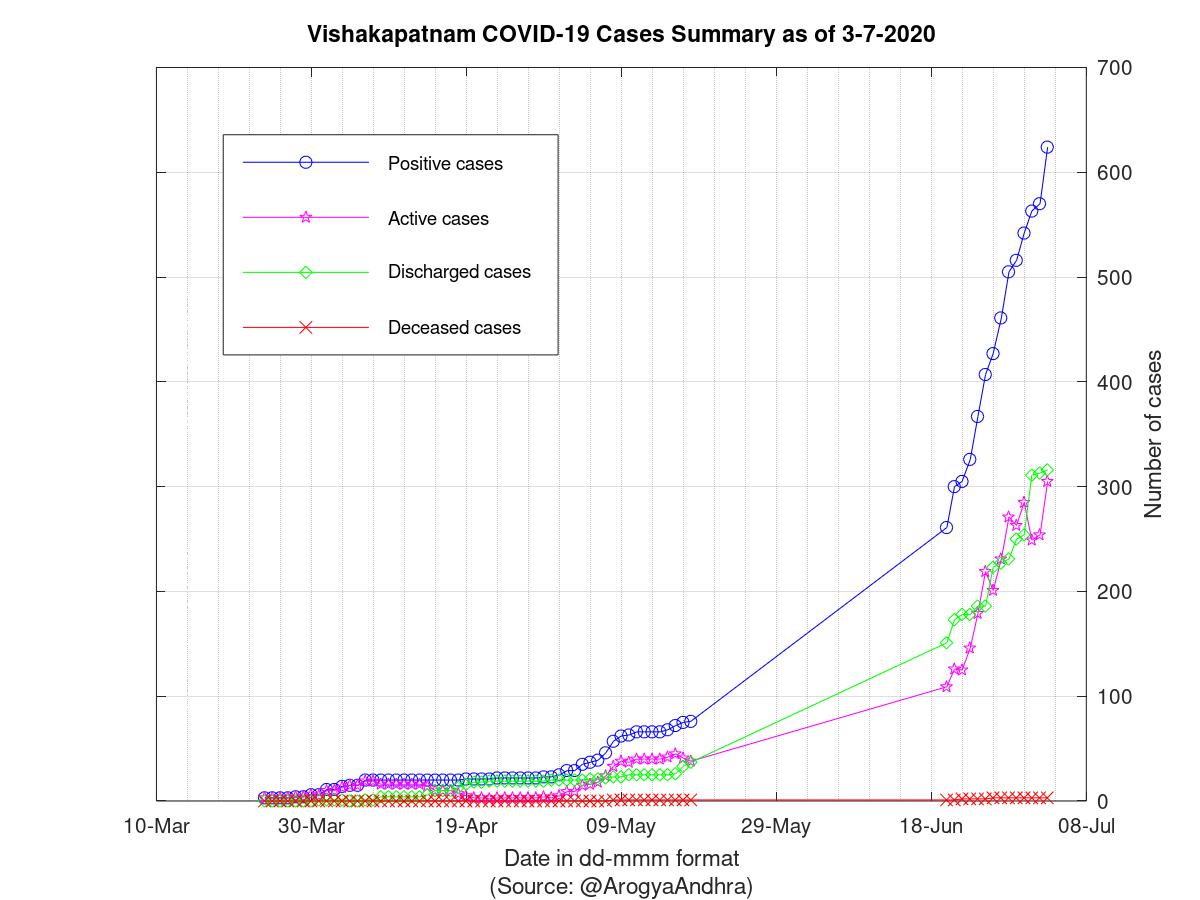 Vishakapatnam COVID-19 Cases Summary as of 3-7-2020
700
600
500
400
300
200
100
0
Positive cases
Active cases
Discharged cases
Deceased cases
Number of cases
10-Mar 30-Mar 19-Apr 09-May 29-May 18-Jun 08-Jul
Date in dd-mmm format
(Source: @ArogyaAndhra)